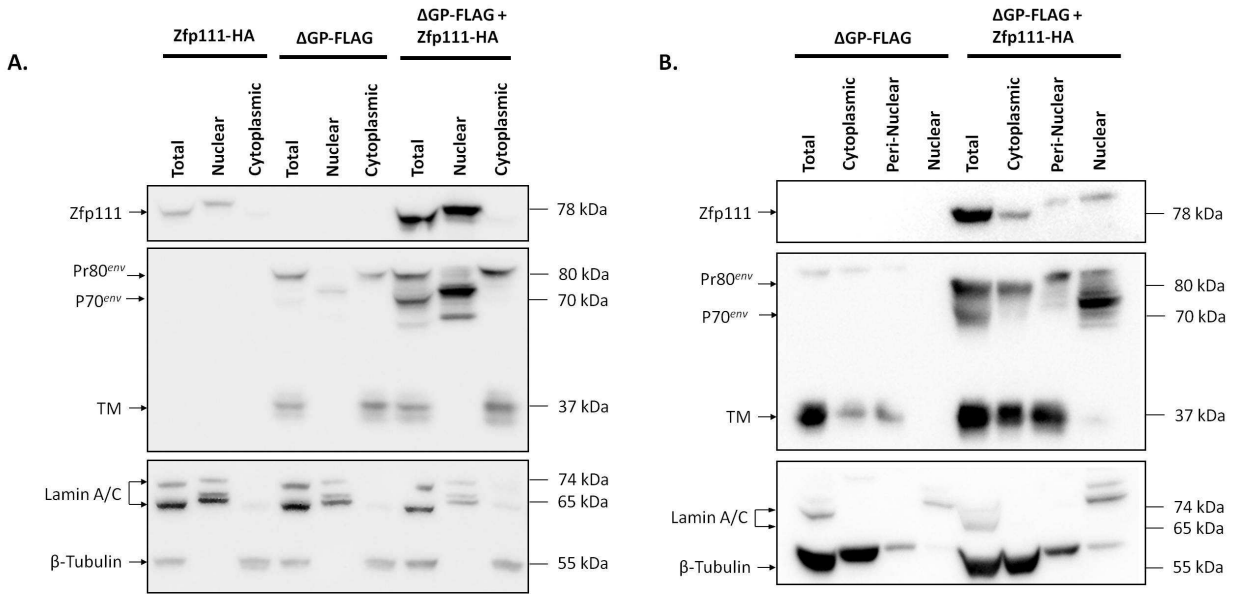 A.
Zfp111-HA
ΔGP-FLAG
ΔGP-FLAG +
Zfp111-HA
Total
Nuclear
Cytoplasmic
Total
Nuclear
Cytoplasmic
Total
Nuclear
Cytoplasmic
Zfp111
78 kDa
Pr80env
80 kDa
P70env
70 kDa
TM
37 kDa
Lamin A/C
74 kDa
65 kDa
β-Tubulin
55 kDa
B.
ΔGP-FLAG
ΔGP-FLAG +
Zfp111-HA
Total
Cytoplasmic
Peri-Nuclear
Nuclear
Total
Cytoplasmic
Peri-Nuclear
Nuclear
Zfp111
78 kDa
Pr80env
80 kDa
P70env
70 kDa
TM
37 kDa
Lamin A/C
74 kDa
65 kDa
β-Tubulin
55 kDa